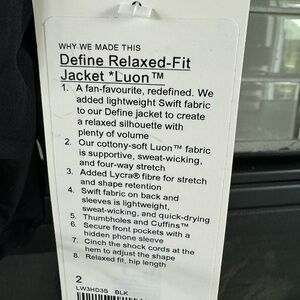 WHY WE MADE THIS
Define Relaxed-Fit
Jacket *Luon™
1. A fan-favourite, redefined. We
added lightweight Swift fabric
to our Define jacket to create
a relaxed silhouette with
plenty of volume
2. Our cottony-soft Luon™ fabric
is supportive, sweat-wicking,
and four-way stretch
3. Added Lycra® fibre for stretch
and shape retention
4. Swift fabric on back and
sleeves is lightweight,
sweat-wicking, and quick-drying
5. Thumbholes and Cuffins™
6. Secure front pockets with a
hidden phone sleeve
7. Cinch the shock cords at the
hem to adjust the shape
8. Relaxed fit, hip length
2
LW3HD3S BLK